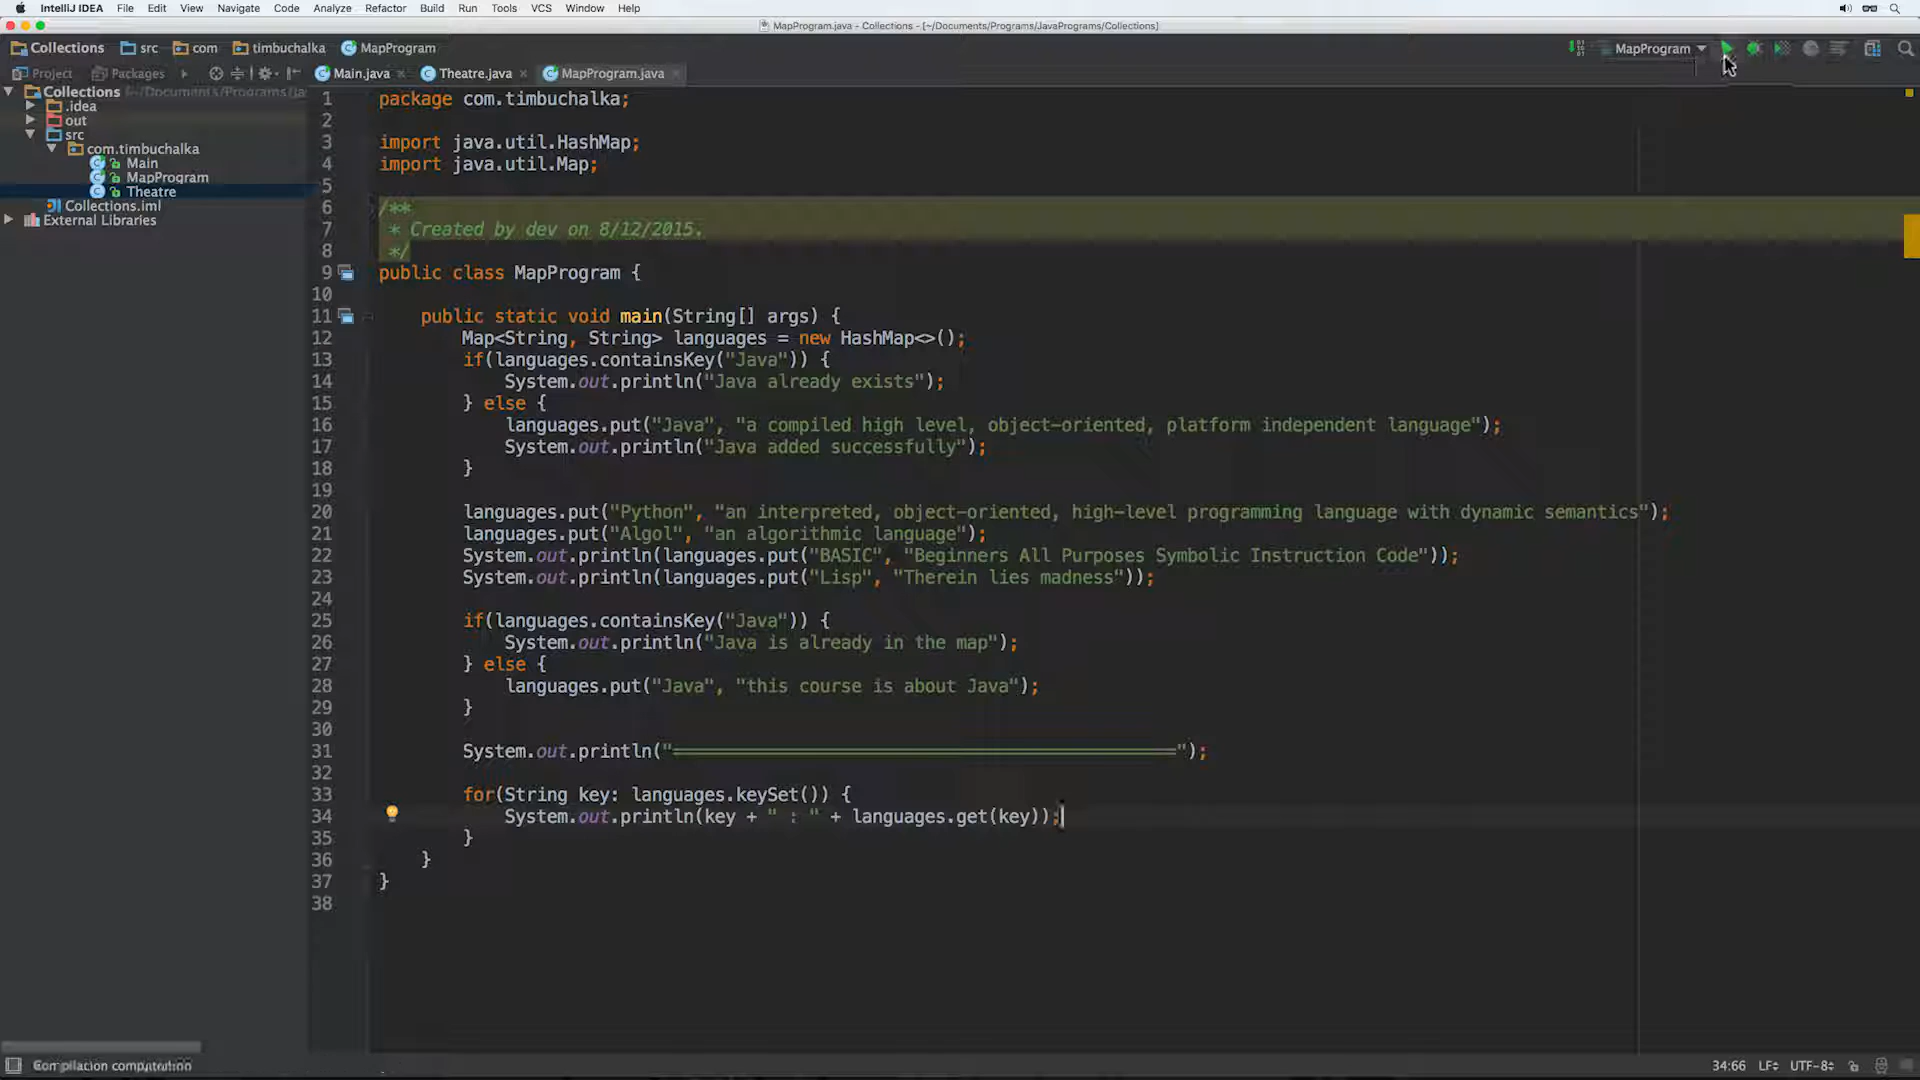 IntelliJ IDEA File Edit View Navigate Code Analyze Refactor Build Run Tools VCS Window Help
MapProgram.java - Collections - [~/Documents/Programs/JavaPrograms/Collections]
Collections src com timbuchalka MapProgram MapProgram
Project Packages Main.java Theatre.java MapProgram.java
Collections ~/Documents/Programs/Ja
.idea
out
src
com.timbuchalka
Main
MapProgram
Theatre
Collections.iml
External Libraries
1 package com.timbuchalka;
2
3 import java.util.HashMap;
4 import java.util.Map;
5
6 /**
7 * Created by dev on 8/12/2015.
8 */
9 public class MapProgram {
10
11 public static void main(String[] args) {
12 Map<String, String> languages = new HashMap<>();
13 if(languages.containsKey("Java")) {
14 System.out.println("Java already exists");
15 } else {
16 languages.put("Java", "a compiled high level, object-oriented, platform independent language");
17 System.out.println("Java added successfully");
18 }
19
20 languages.put("Python", "an interpreted, object-oriented, high-level programming language with dynamic semantics");
21 languages.put("Algol", "an algorithmic language");
22 System.out.println(languages.put("BASIC", "Beginners All Purposes Symbolic Instruction Code"));
23 System.out.println(languages.put("Lisp", "Therein lies madness"));
24
25 if(languages.containsKey("Java")) {
26 System.out.println("Java is already in the map");
27 } else {
28 languages.put("Java", "this course is about Java");
29 }
30
31 System.out.println("================================================");
32
33 for(String key: languages.keySet()) {
34 System.out.println(key + " : " + languages.get(key));
35 }
36 }
37 }
38
34:66 LF÷ UTF-8÷